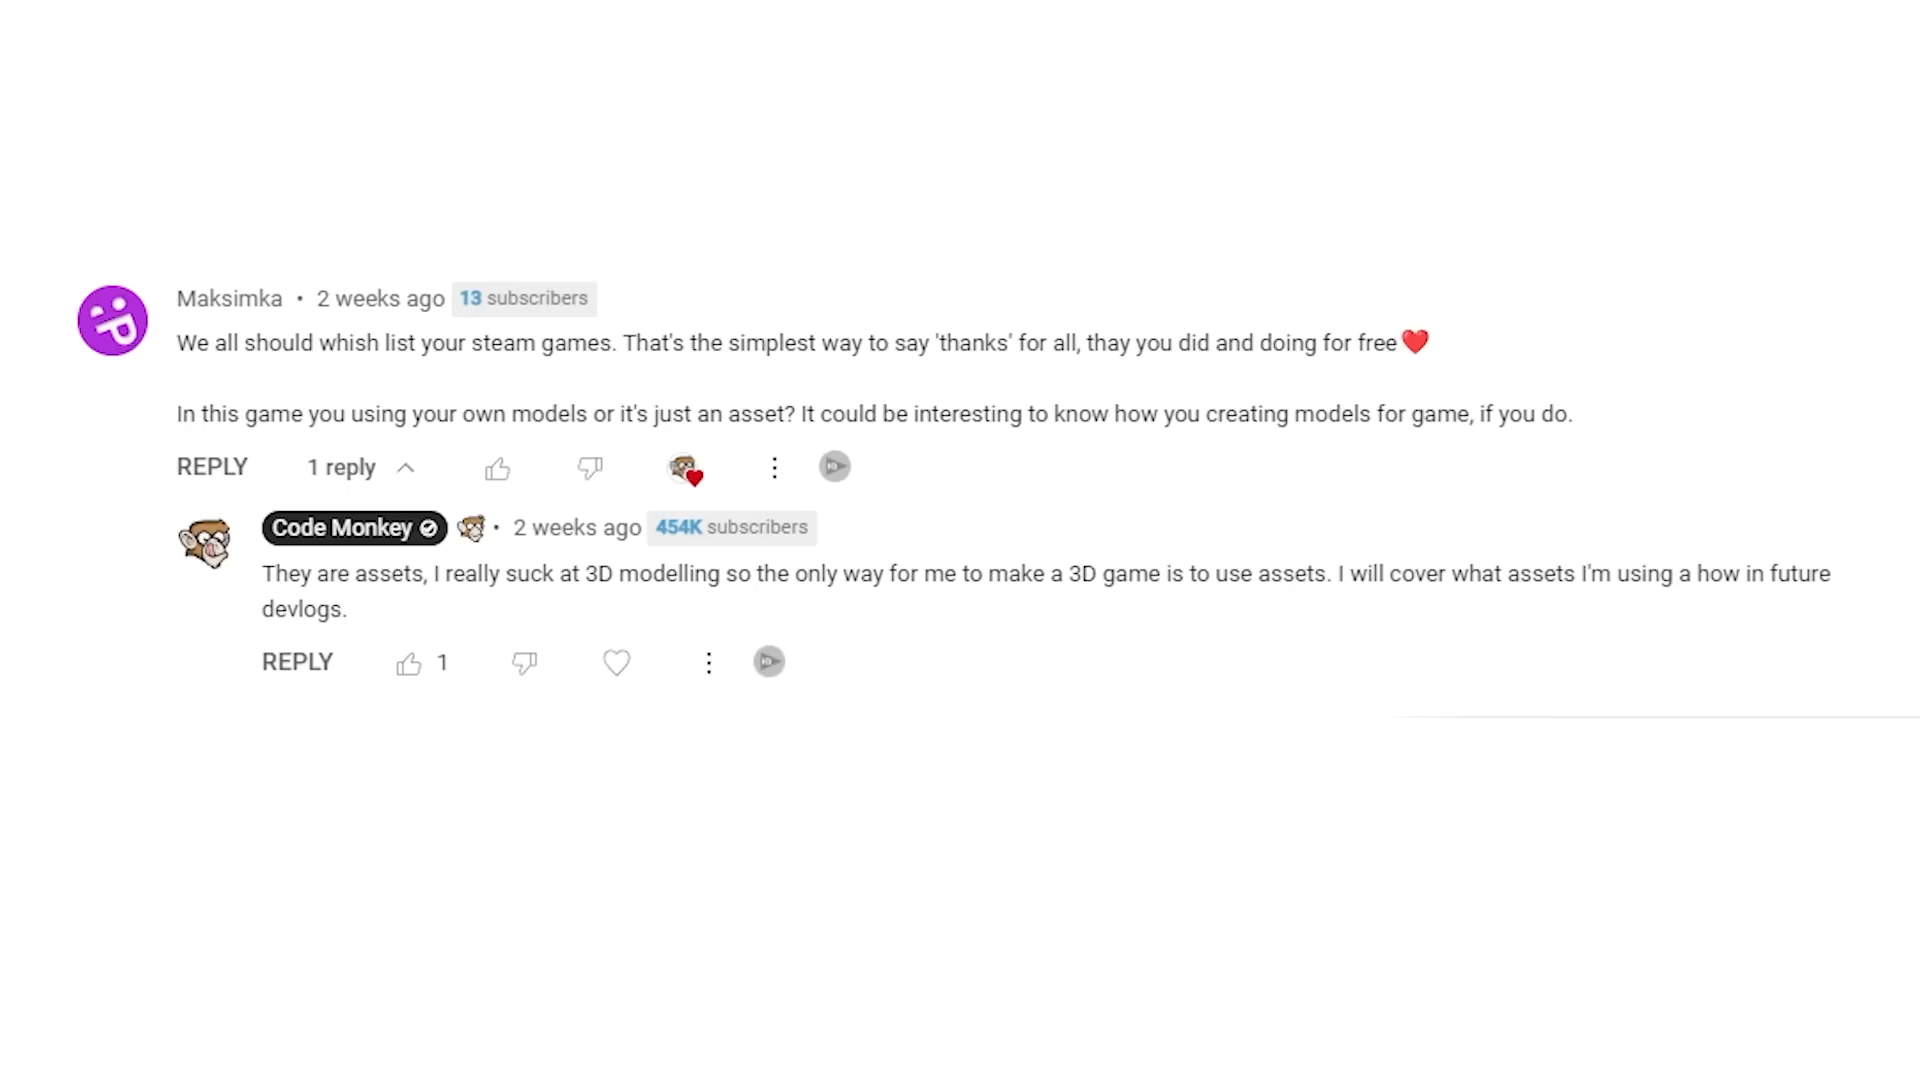 Maksimka • 2 weeks ago 13 subscribers
We all should whish list your steam games. That's the simplest way to say 'thanks' for all, thay you did and doing for free❤️
In this game you using your own models or it's just an asset? It could be interesting to know how you creating models for game, if you do.
REPLY 1 reply
Code Monkey • 2 weeks ago 454K subscribers
They are assets, I really suck at 3D modelling so the only way for me to make a 3D game is to use assets. I will cover what assets I'm using a how in future
devlogs.
REPLY 1